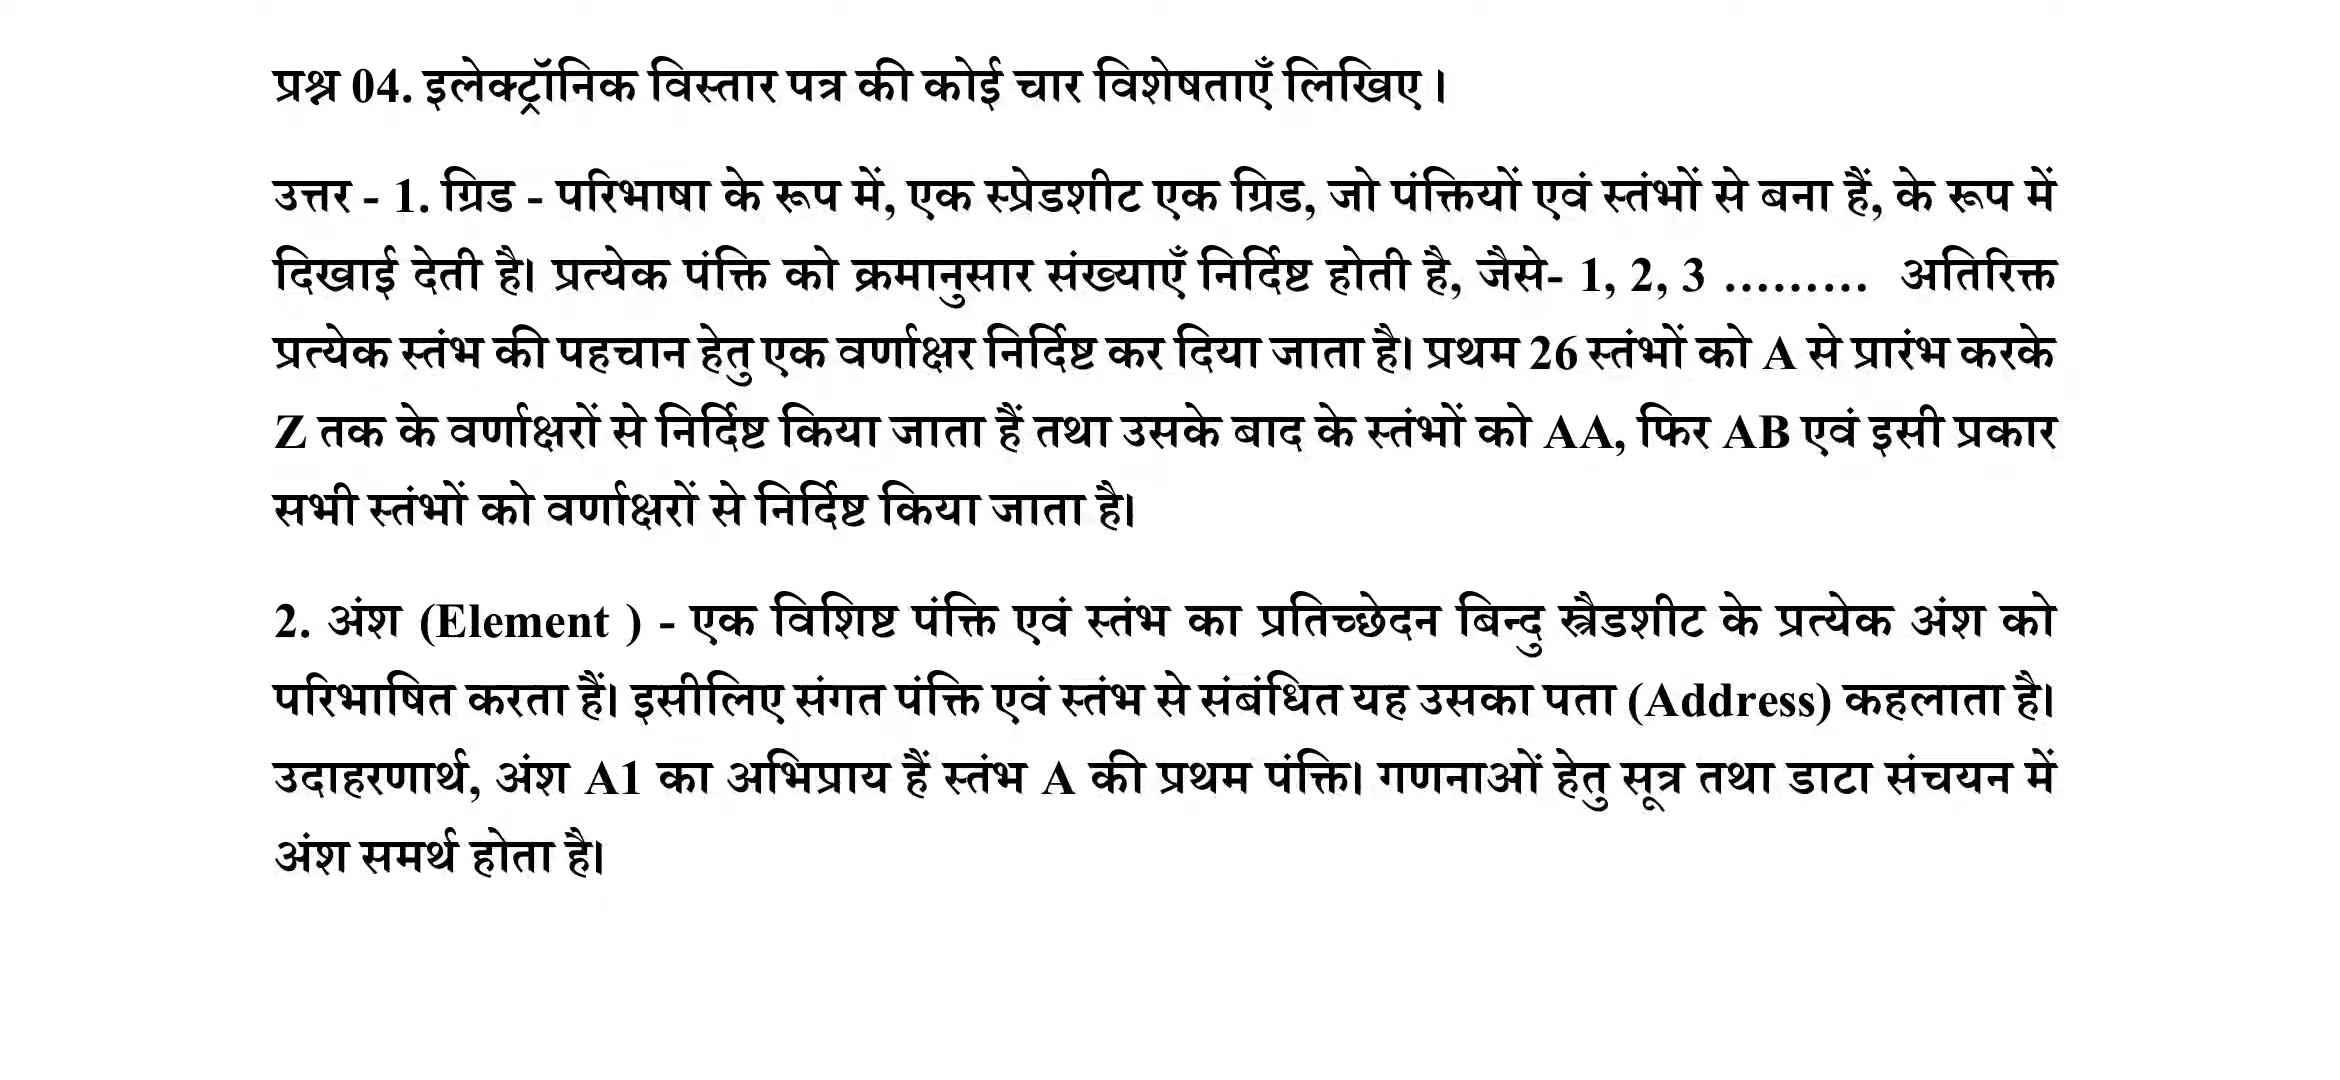 प्रश्न 04. इलेक्ट्रॉनिक विस्तार पत्र की कोई चार विशेषताएँ लिखिए।
उत्तर - 1. ग्रिड - परिभाषा के रूप में, एक स्प्रेडशीट एक ग्रिड, जो पंक्तियों एवं स्तंभों से बना हैं, के रूप में
दिखाई देती है। प्रत्येक पंक्ति को क्रमानुसार संख्याएँ निर्दिष्ट होती है, जैसे- 1, 2, 3 ......... अतिरिक्त
प्रत्येक स्तंभ की पहचान हेतु एक वर्णाक्षर निर्दिष्ट कर दिया जाता है। प्रथम 26 स्तंभों को A से प्रारंभ करके
Z तक के वर्णाक्षरों से निर्दिष्ट किया जाता हैं तथा उसके बाद के स्तंभों को AA, फिर AB एवं इसी प्रकार
सभी स्तंभों को वर्णाक्षरों से निर्दिष्ट किया जाता है।
2. अंश (Element ) - एक विशिष्ट पंक्ति एवं स्तंभ का प्रतिच्छेदन बिन्दु स्रैडशीट के प्रत्येक अंश को
परिभाषित करता हैं। इसीलिए संगत पंक्ति एवं स्तंभ से संबंधित यह उसका पता (Address) कहलाता है।
उदाहरणार्थ, अंश A1 का अभिप्राय हैं स्तंभ A की प्रथम पंक्ति। गणनाओं हेतु सूत्र तथा डाटा संचयन में
अंश समर्थ होता है।